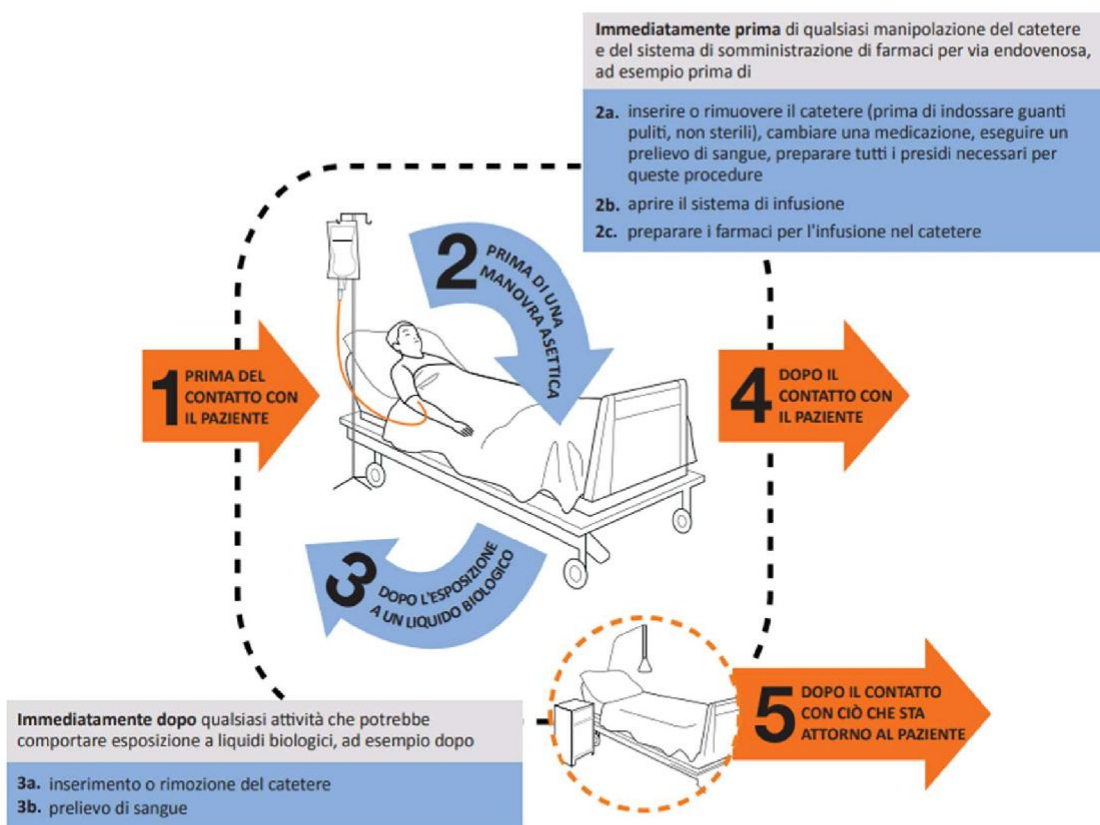 Immediatamente prima di qualsiasi manipolazione del catetere
e del sistema di somministrazione di farmaci per via endovenosa,
ad esempio prima di
2a. inserire o rimuovere il catetere (prima di indossare guanti
puliti, non sterili), cambiare una medicazione, eseguire un
prelievo di sangue, preparare tutti i presidi necessari per
queste procedure
2b. aprire il sistema di infusione
2c. preparare i farmaci per l'infusione nel catetere
2 PRIMA DI UNA
MANOVRA ASETTICA
1 PRIMA DEL
CONTATTO CON
IL PAZIENTE
4 DOPO IL
CONTATTO CON
IL PAZIENTE
3 DOPO L'ESPOSIZIONE
A UN LIQUIDO BIOLOGICO
5 DOPO IL CONTATTO
CON CIÒ CHE STA
ATTORNO AL PAZIENTE
Immediatamente dopo qualsiasi attività che potrebbe
comportare esposizione a liquidi biologici, ad esempio dopo
3a. inserimento o rimozione del catetere
3b. prelievo di sangue